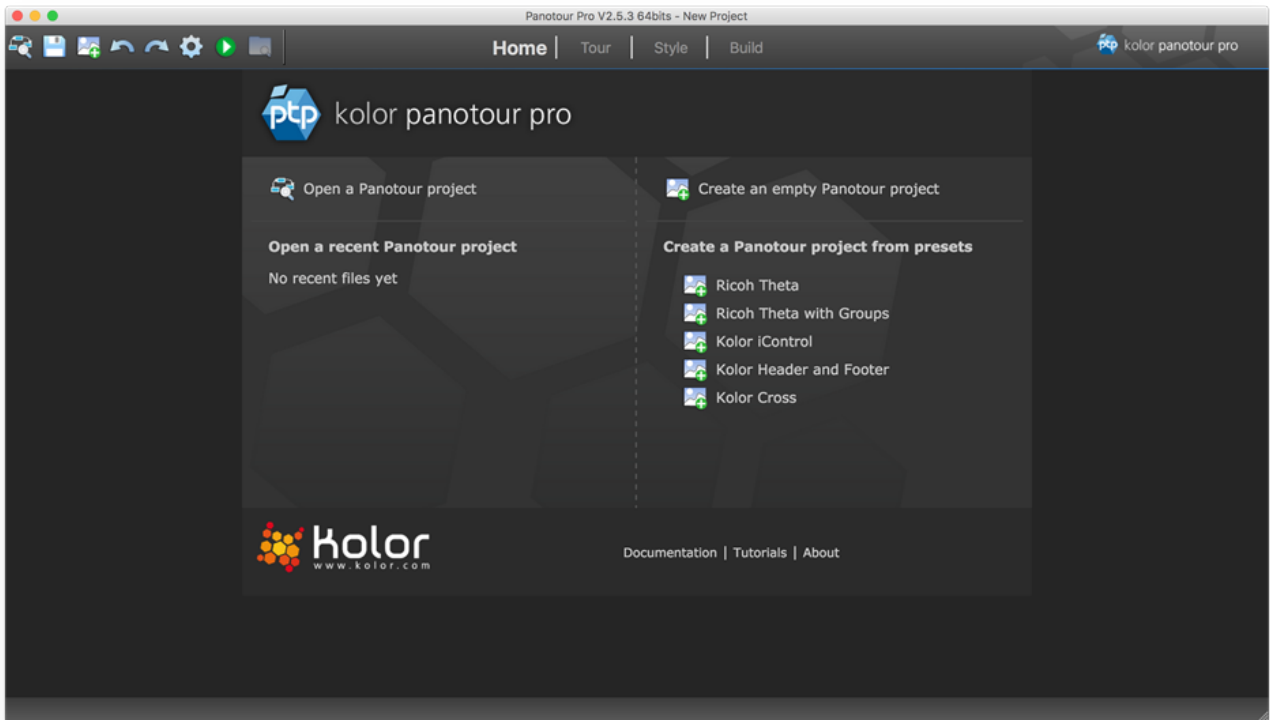 Panotour Pro V2.5.3 64bits - New Project
Home | Tour | Style | Build
kolor panotour pro
ptp kolor panotour pro
Open a Panotour project
Create an empty Panotour project
Open a recent Panotour project
No recent files yet
Create a Panotour project from presets
Ricoh Theta
Ricoh Theta with Groups
Kolor iControl
Kolor Header and Footer
Kolor Cross
kolor
www.kolor.com
Documentation | Tutorials | About